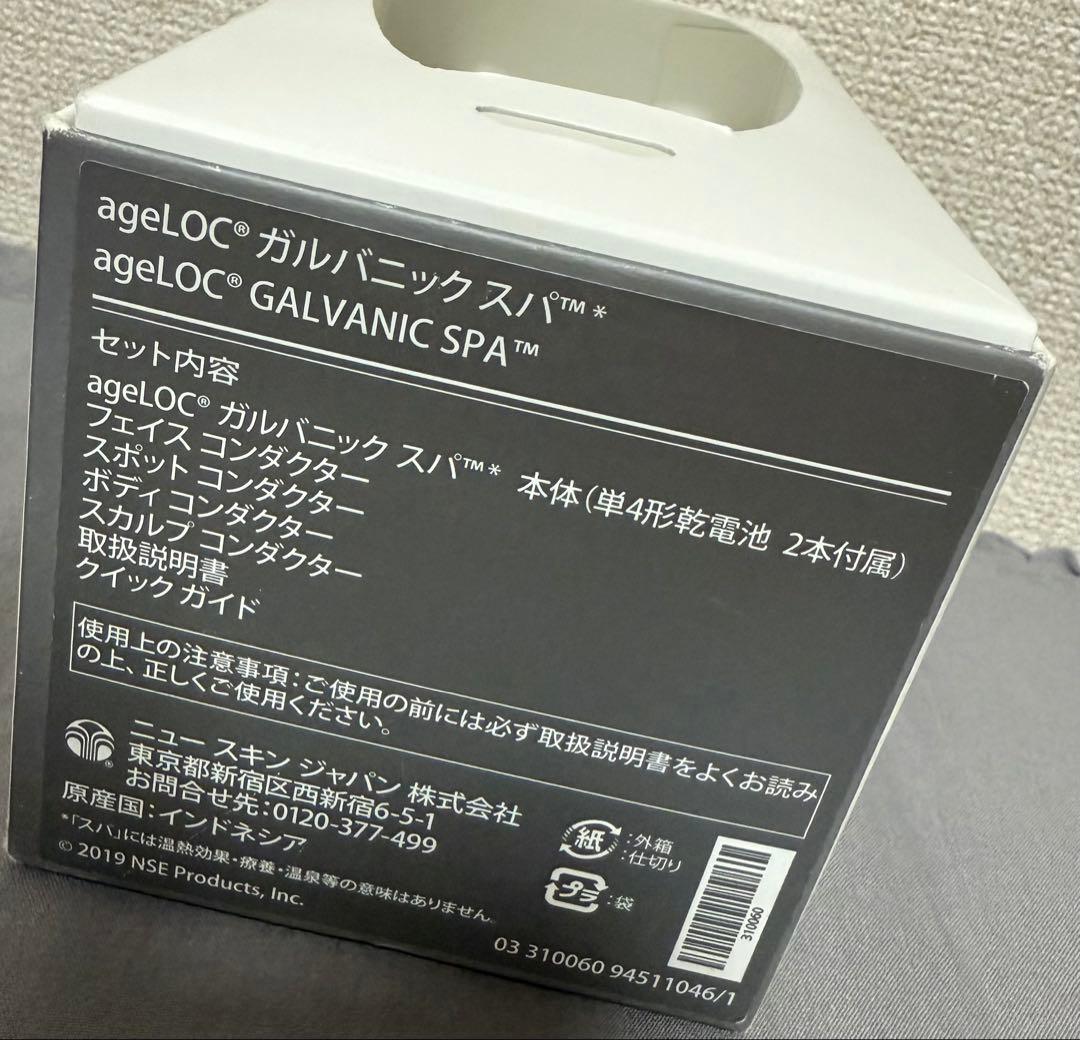 ageLOC® ガルバニック スパ™*
ageLOC® GALVANIC SPA™
セット内容
ageLOC® ガルバニック スパ™* 本体(単4形乾電池 2本付属)
フェイス コンダクター
スポット コンダクター
ボディ コンダクター
スカルプ コンダクター
取扱説明書
クイック ガイド
使用上の注意事項:ご使用の前には必ず取扱説明書をよくお読み
の上、正しくご使用ください。
ニュー スキン ジャパン 株式会社
東京都新宿区西新宿6-5-1
お問合せ先:0120-377-499
原産国:インドネシア
*「スパ」には温熱効果・療養・温泉等の意味はありません。
© 2019 NSE Products, Inc.
紙:外箱
:仕切り
プラ:袋
310060
03 310060 94511046/1